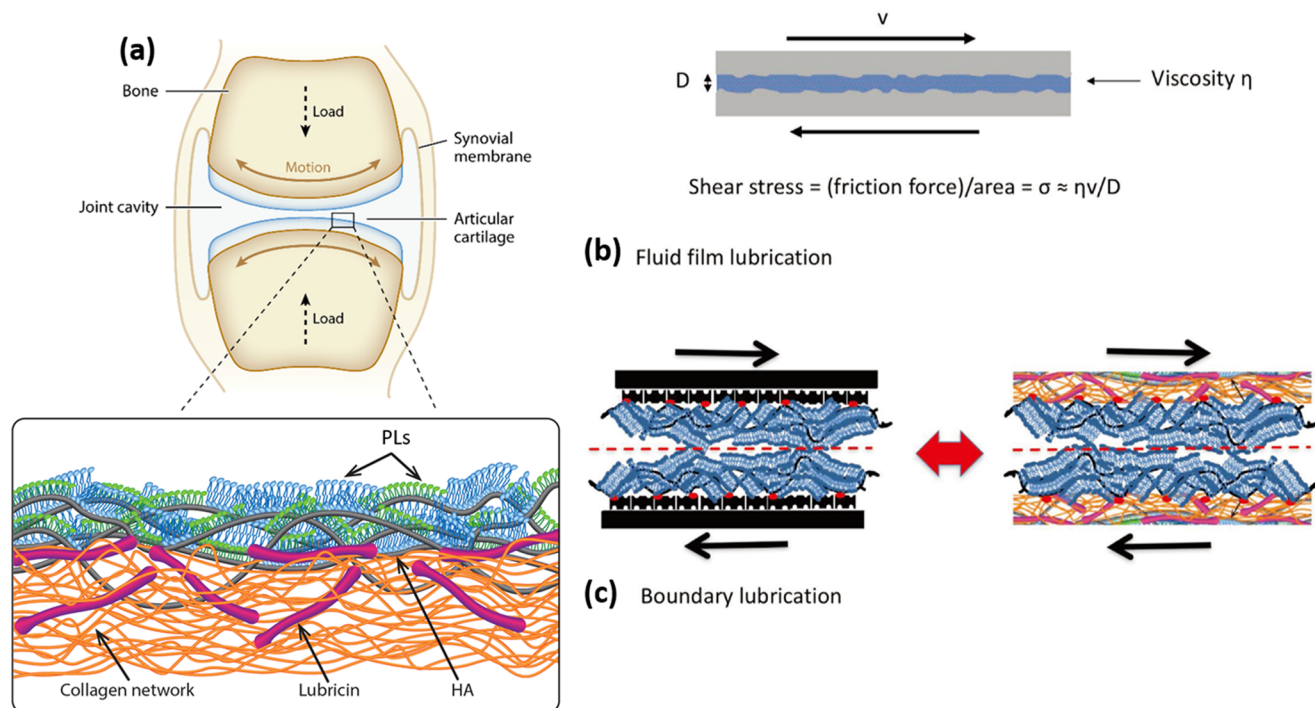 (a)
Bone
Load
Synovial
membrane
Motion
Joint cavity
Articular
cartilage
Load
PLs
Collagen network
Lubricin
HA
v
D
Viscosity η
Shear stress = (friction force)/area = σ ≈ ηv/D
(b) Fluid film lubrication
(c) Boundary lubrication